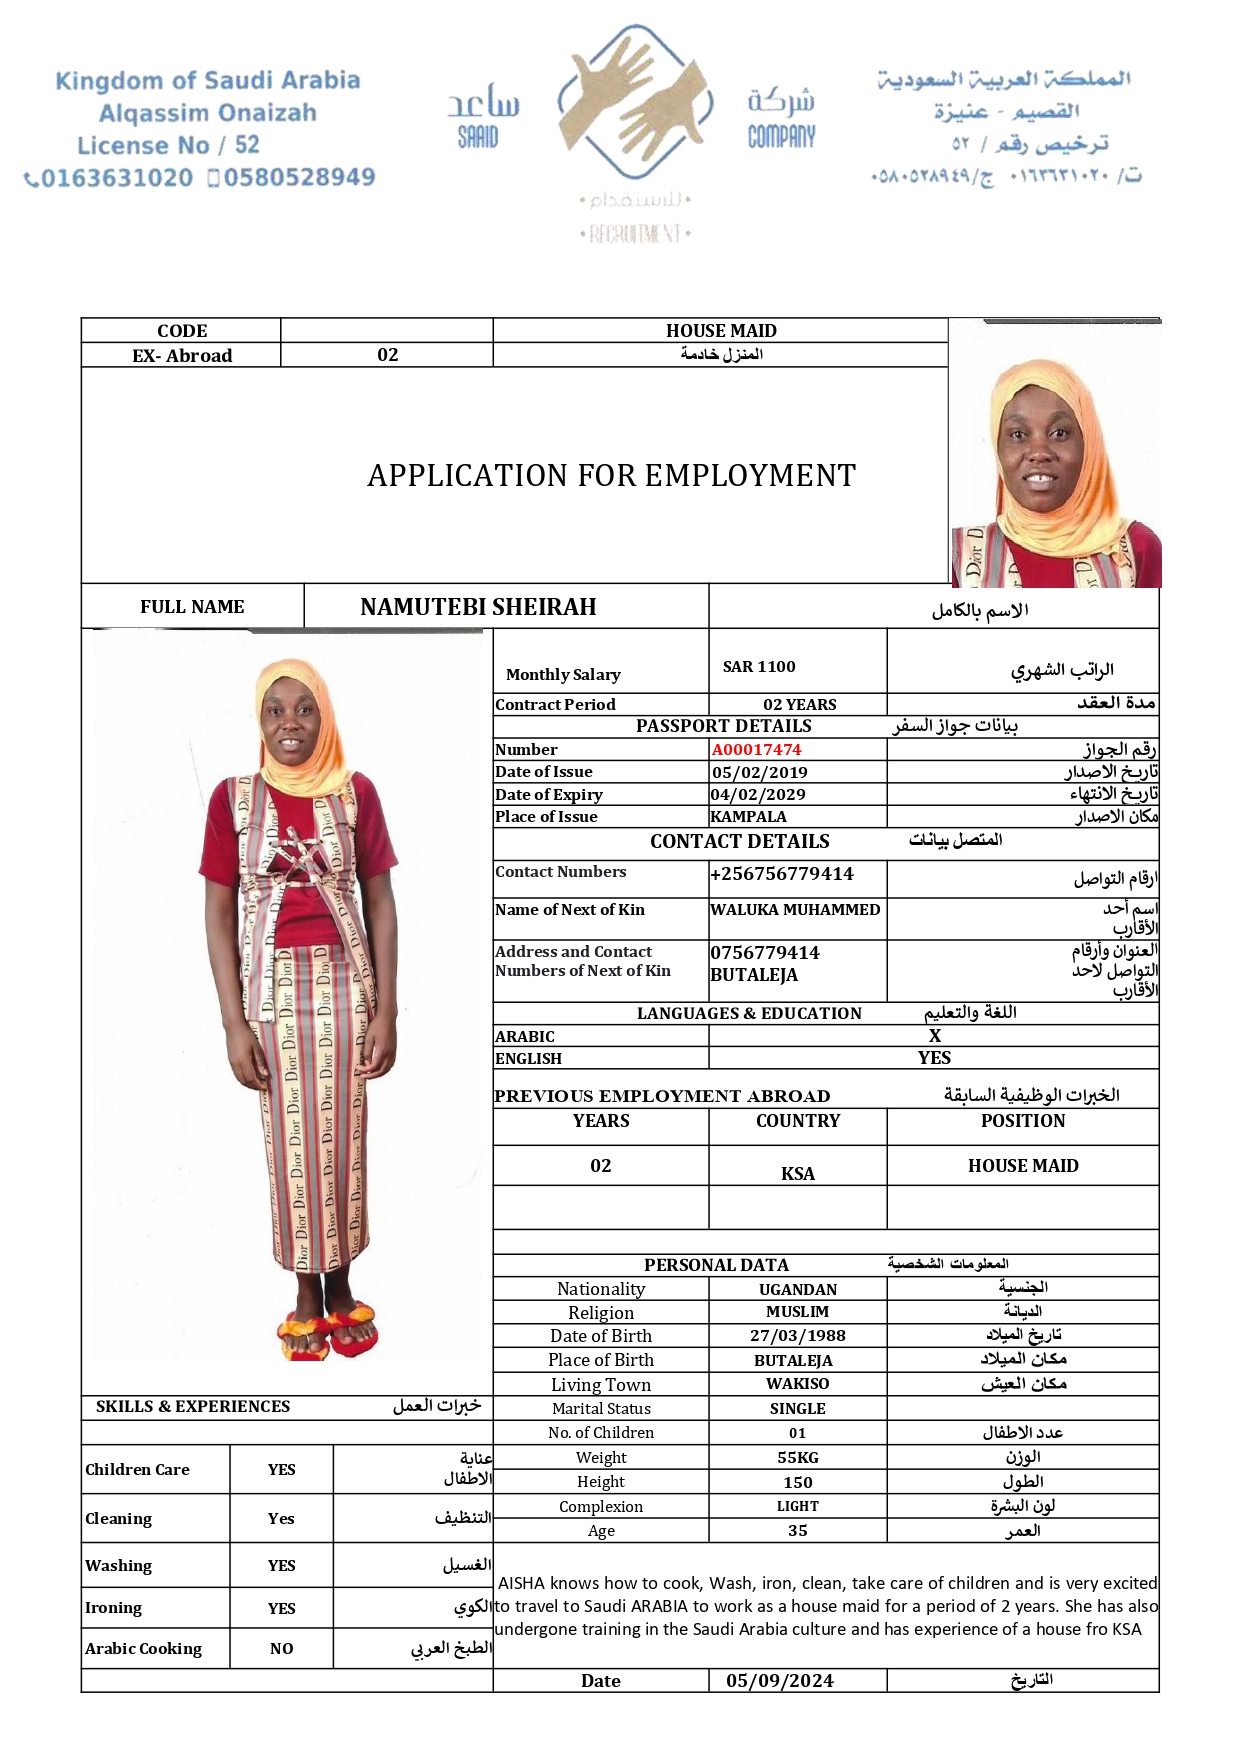 Kingdom of Saudi Arabia
Alqassim Onaizah
License No / 52
0163631020 0580528949
ساعد
SAAID
شركة
COMPANY
•للاستقدام•
•RECRUITMENT•
المملكة العربية السعودية
القصيم - عنيزة
ترخيص رقم / ٥٢
ت/ ٠١٦٣٦٣١٠٢٠ ج/٠٥٨٠٥٢٨٩٤٩
CODE HOUSE MAID
EX- Abroad 02 المنزل خادمة
APPLICATION FOR EMPLOYMENT
FULL NAME NAMUTEBI SHEIRAH الاسم بالكامل
Monthly Salary SAR 1100 الراتب الشهري
Contract Period 02 YEARS مدة العقد
PASSPORT DETAILS بيانات جواز السفر
Number A00017474 رقم الجواز
Date of Issue 05/02/2019 تاريخ الاصدار
Date of Expiry 04/02/2029 تاريخ الانتهاء
Place of Issue KAMPALA مكان الاصدار
CONTACT DETAILS المتصل بيانات
Contact Numbers +256756779414 ارقام التواصل
Name of Next of Kin WALUKA MUHAMMED اسم أحد
الأقارب
Address and Contact 0756779414 العنوان وأرقام
Numbers of Next of Kin BUTALEJA التواصل لاحد
الأقارب
LANGUAGES & EDUCATION اللغة والتعليم
ARABIC X
ENGLISH YES
PREVIOUS EMPLOYMENT ABROAD الخبرات الوظيفية السابقة
YEARS COUNTRY POSITION
02 KSA HOUSE MAID
PERSONAL DATA المعلومات الشخصية
Nationality UGANDAN الجنسية
Religion MUSLIM الديانة
Date of Birth 27/03/1988 تاريخ الميلاد
Place of Birth BUTALEJA مكان الميلاد
Living Town WAKISO مكان العيش
Marital Status SINGLE
No. of Children 01 عدد الاطفال
Weight 55KG الوزن
Height 150 الطول
Complexion LIGHT لون البشرة
Age 35 العمر
SKILLS & EXPERIENCES خبرات العمل
Children Care YES عناية
الاطفال
Cleaning Yes التنظيف
Washing YES الغسيل
Ironing YES الكوي
Arabic Cooking NO الطبخ العربي
AISHA knows how to cook, Wash, iron, clean, take care of children and is very excited
to travel to Saudi ARABIA to work as a house maid for a period of 2 years. She has also
undergone training in the Saudi Arabia culture and has experience of a house fro KSA
Date 05/09/2024 التاريخ